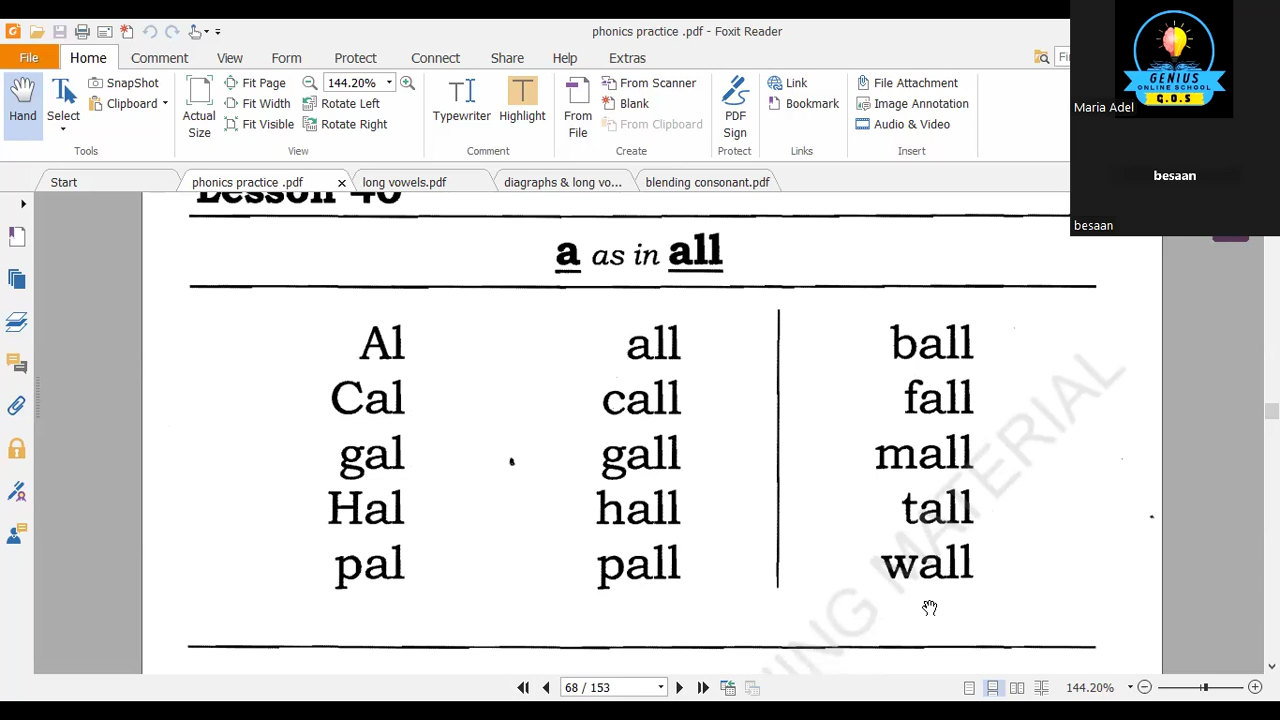 phonics practice .pdf - Foxit Reader
File Home Comment View Form Protect Connect Share Help Extras
Hand
Select
SnapShot
Clipboard
Actual Size
Fit Page
Fit Width
Fit Visible
144.20%
Rotate Left
Rotate Right
Typewriter
Highlight
From File
From Scanner
Blank
From Clipboard
PDF Sign
Link
Bookmark
File Attachment
Image Annotation
Audio & Video
Tools View Comment Create Protect Links Insert
GENIUS
ONLINE SCHOOL
G.O.S
Maria Adel
besaan
besaan
Start phonics practice .pdf long vowels.pdf diagraphs & long vo... blending consonant.pdf
Lesson 40
a as in all
Al all ball
Cal call fall
gal gall mall
Hal hall tall
pal pall wall
MATERIAL
68 / 153
144.20%